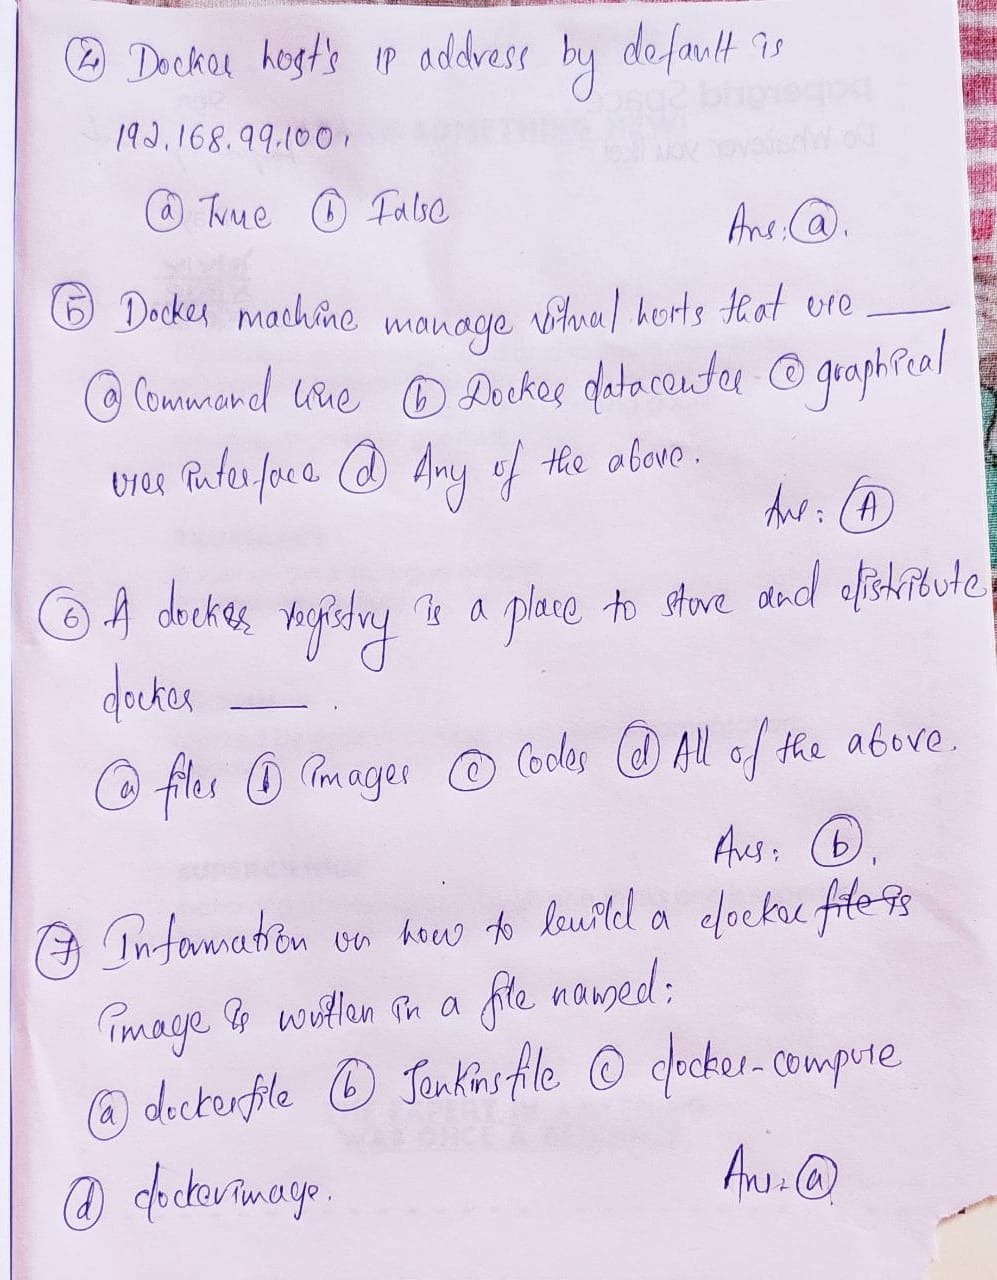 ④ Docker host's IP address by default is
192.168.99.100.
ⓐ True ⓑ False
Ans: ⓐ.
⑤ Docker machine manage vitual hosts that are ____
ⓐ Command line ⓑ Docker datacenter ⓒ graphical
user interface ⓓ Any of the above.
Ans: Ⓐ
⑥ A docker registry is a place to store and distribute
docker ____.
ⓐ files ⓑ images ⓒ Codes ⓓ All of the above.
Ans: ⓑ.
⑦ Information on how to build a docker file is
image is written in a file named:
ⓐ dockerfile ⓑ Jenkinsfile ⓒ docker-compose
ⓓ dockerimage.
Ans: ⓐ